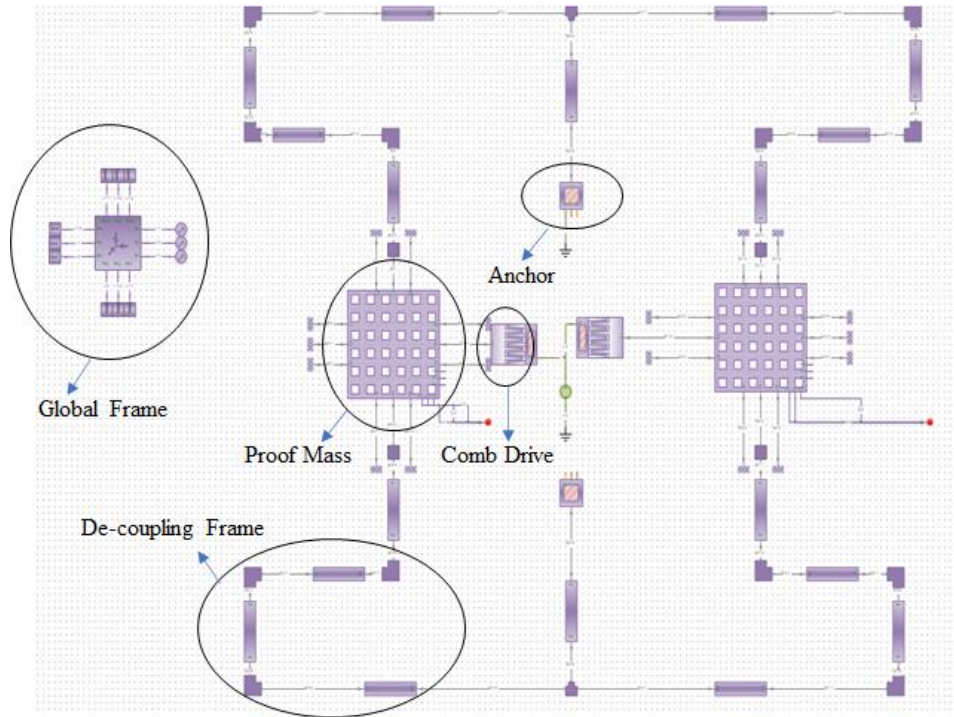 Anchor
Global Frame
Proof Mass
Comb Drive
De-coupling Frame